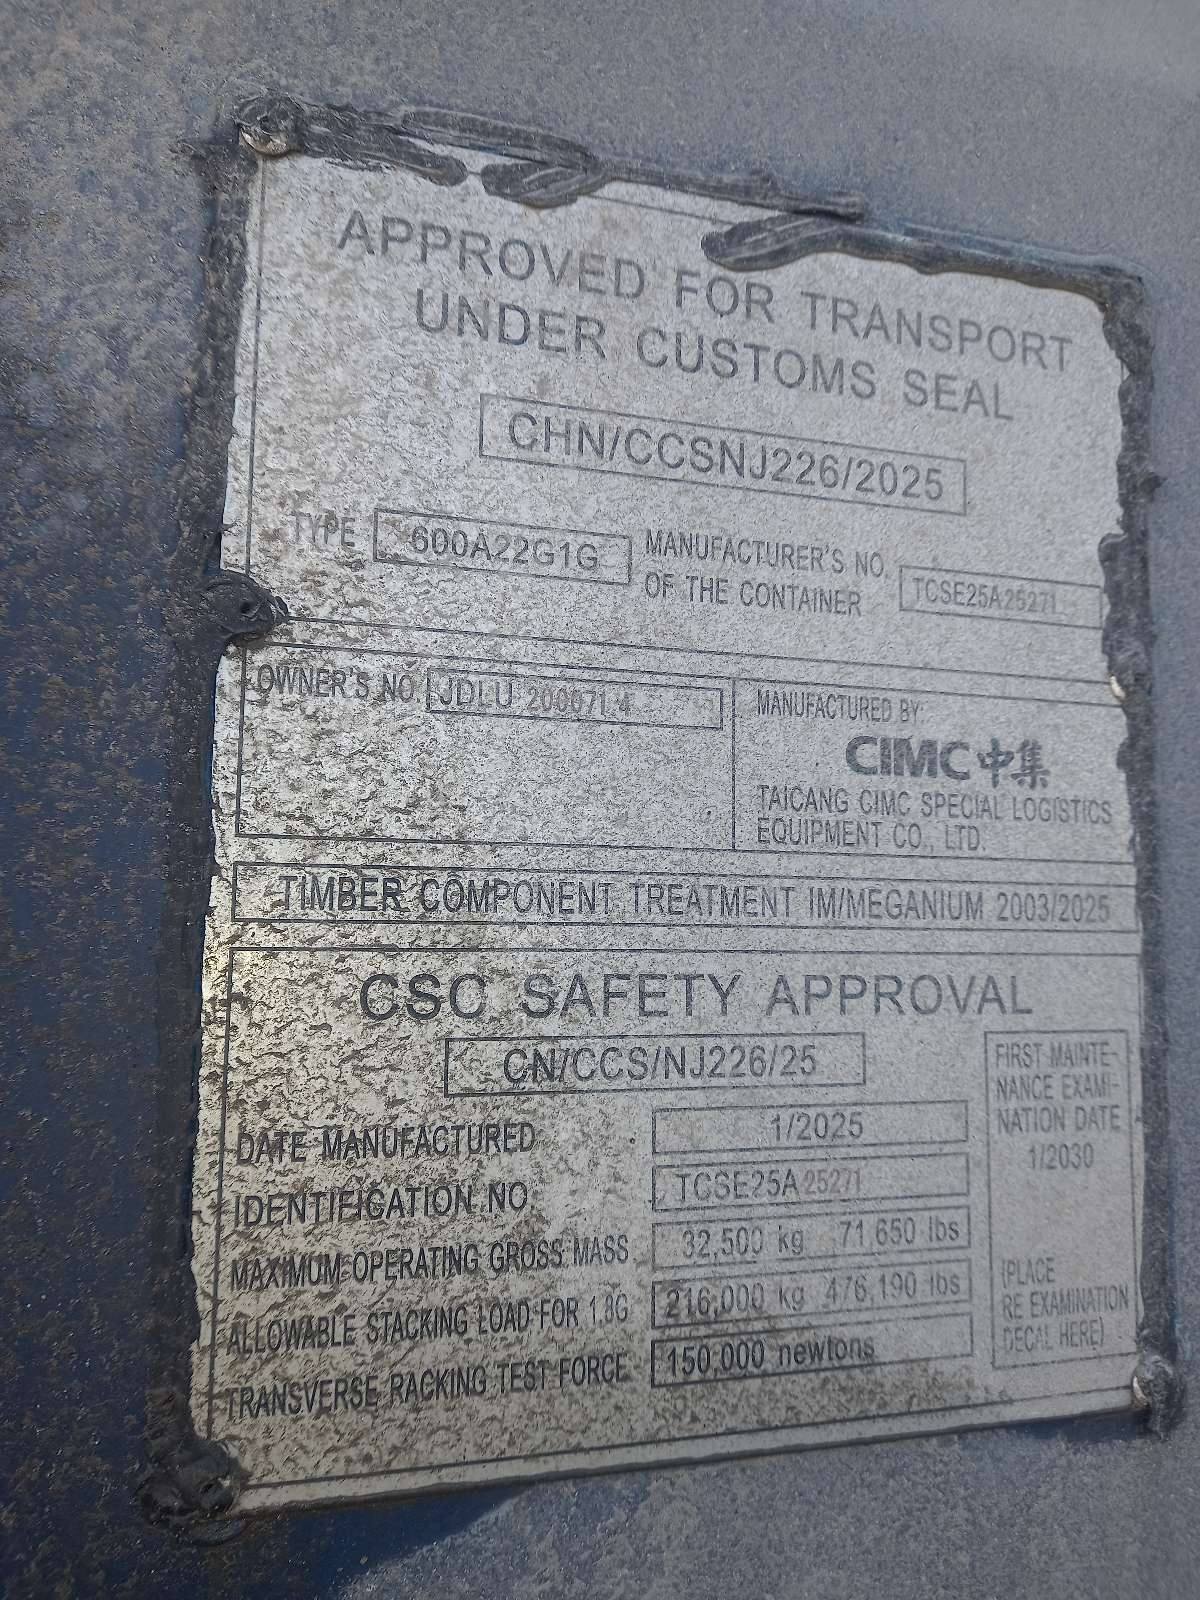 APPROVED FOR TRANSPORT
UNDER CUSTOMS SEAL
CHN/CCSNJ226/2025
TYPE 600A22G1G MANUFACTURER'S NO.
OF THE CONTAINER TCSE25A25271
OWNER'S NO. JDLU 200071 4
MANUFACTURED BY:
CIMC 中集
TAICANG CIMC SPECIAL LOGISTICS
EQUIPMENT CO., LTD.
TIMBER COMPONENT TREATMENT IM/MEGANIUM 2003/2025
CSC SAFETY APPROVAL
CN/CCS/NJ226/25
DATE MANUFACTURED 1/2025
IDENTIFICATION NO TCSE25A25271
MAXIMUM OPERATING GROSS MASS 32,500 kg 71,650 lbs
ALLOWABLE STACKING LOAD FOR 1.8G 216,000 kg 476,190 lbs
TRANSVERSE RACKING TEST FORCE 150,000 newtons
FIRST MAINTE-
NANCE EXAMI-
NATION DATE
1/2030
(PLACE
RE EXAMINATION
DECAL HERE)